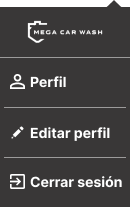 MEGA CAR WASH
Perfil
Editar perfil
Cerrar sesión